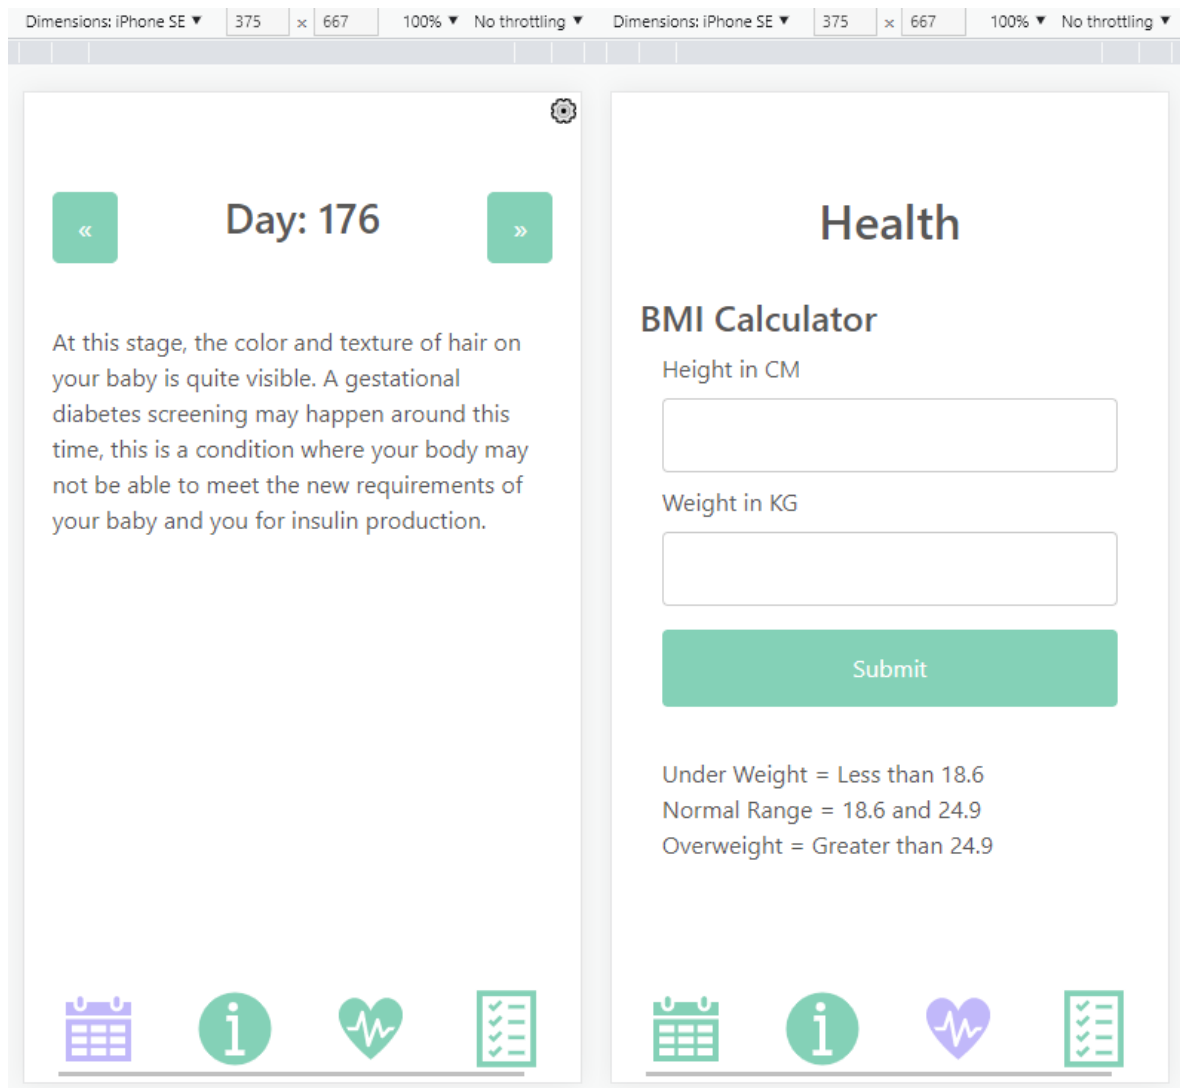 Dimensions: iPhone SE ▼ 375 × 667 100% ▼ No throttling ▼
Dimensions: iPhone SE ▼ 375 × 667 100% ▼ No throttling ▼
« Day: 176 »
At this stage, the color and texture of hair on
your baby is quite visible. A gestational
diabetes screening may happen around this
time, this is a condition where your body may
not be able to meet the new requirements of
your baby and you for insulin production.
Health
BMI Calculator
Height in CM
Weight in KG
Submit
Under Weight = Less than 18.6
Normal Range = 18.6 and 24.9
Overweight = Greater than 24.9